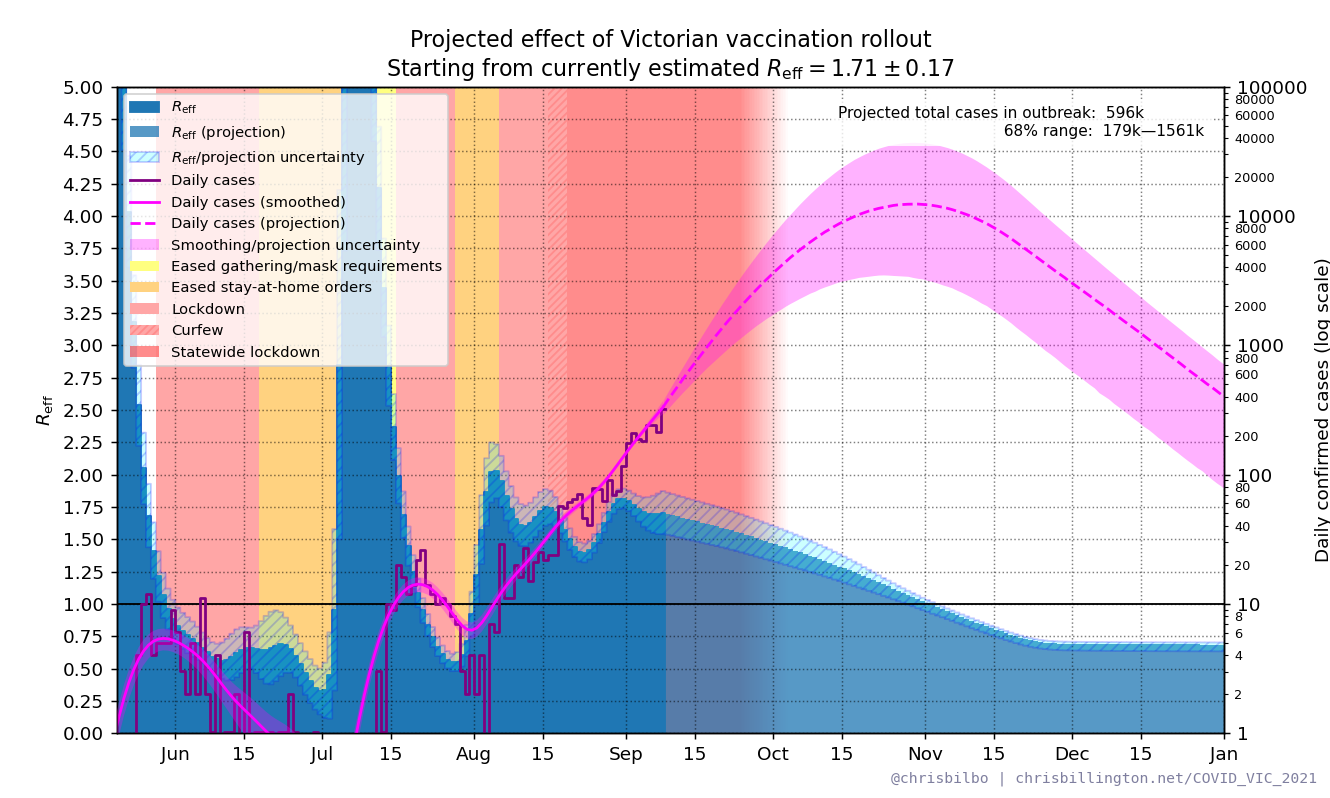 Projected effect of Victorian vaccination rollout
Starting from currently estimated R_eff = 1.71 ± 0.17
Projected total cases in outbreak: 596k
68% range: 179k—1561k
R_eff
R_eff (projection)
R_eff/projection uncertainty
Daily cases
Daily cases (smoothed)
Daily cases (projection)
Smoothing/projection uncertainty
Eased gathering/mask requirements
Eased stay-at-home orders
Lockdown
Curfew
Statewide lockdown
R_eff
5.00
4.75
4.50
4.25
4.00
3.75
3.50
3.25
3.00
2.75
2.50
2.25
2.00
1.75
1.50
1.25
1.00
0.75
0.50
0.25
0.00
100000
80000
60000
40000
20000
10000
8000
6000
4000
2000
1000
800
600
400
200
100
80
60
40
20
10
8
6
4
2
1
Daily confirmed cases (log scale)
Jun 15 Jul 15 Aug 15 Sep 15 Oct 15 Nov 15 Dec 15 Jan
@chrisbilbo | chrisbillington.net/COVID_VIC_2021